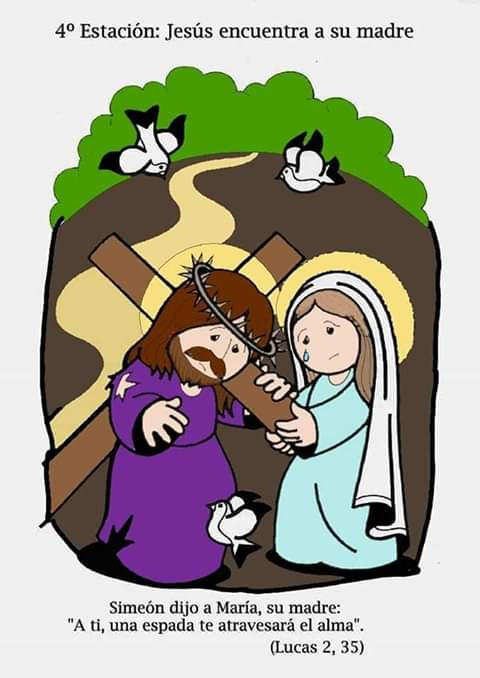 4º Estación: Jesús encuentra a su madre
Simeón dijo a María, su madre:
"A ti, una espada te atravesará el alma".
(Lucas 2, 35)